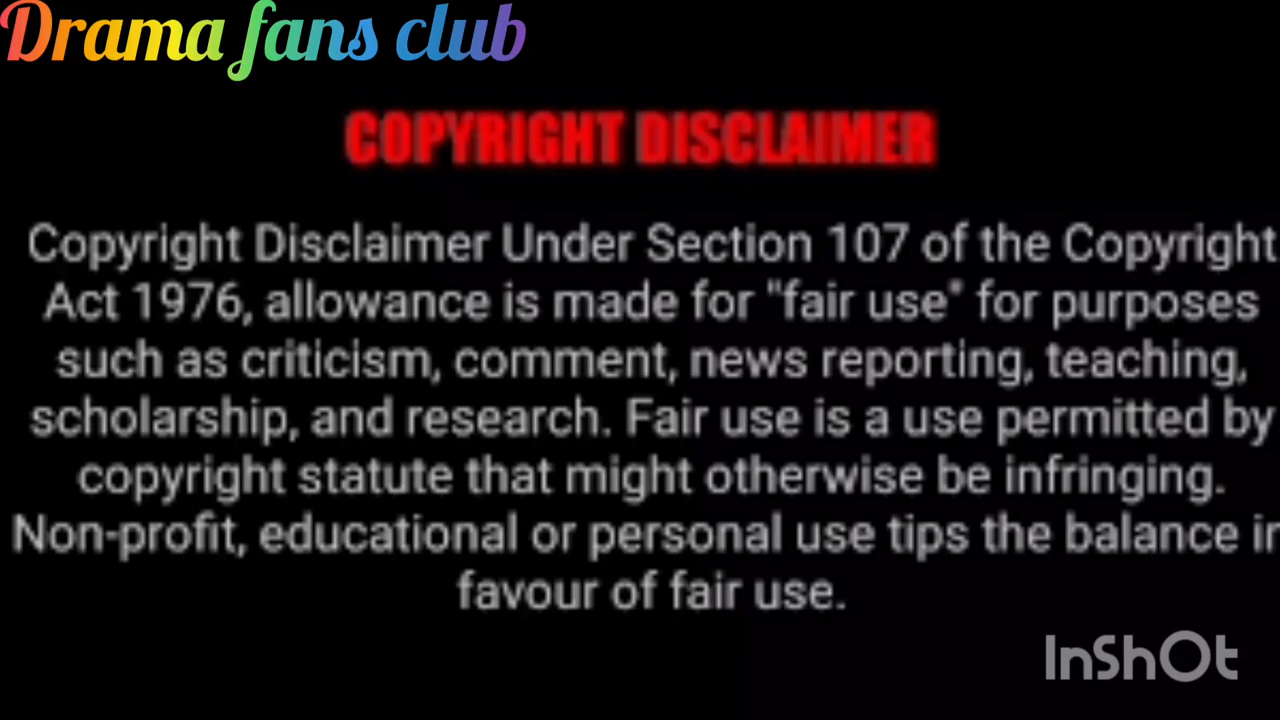 Drama fans club
COPYRIGHT DISCLAIMER
Copyright Disclaimer Under Section 107 of the Copyright
Act 1976, allowance is made for "fair use" for purposes
such as criticism, comment, news reporting, teaching,
scholarship, and research. Fair use is a use permitted by
copyright statute that might otherwise be infringing.
Non-profit, educational or personal use tips the balance in
favour of fair use.
InShOt